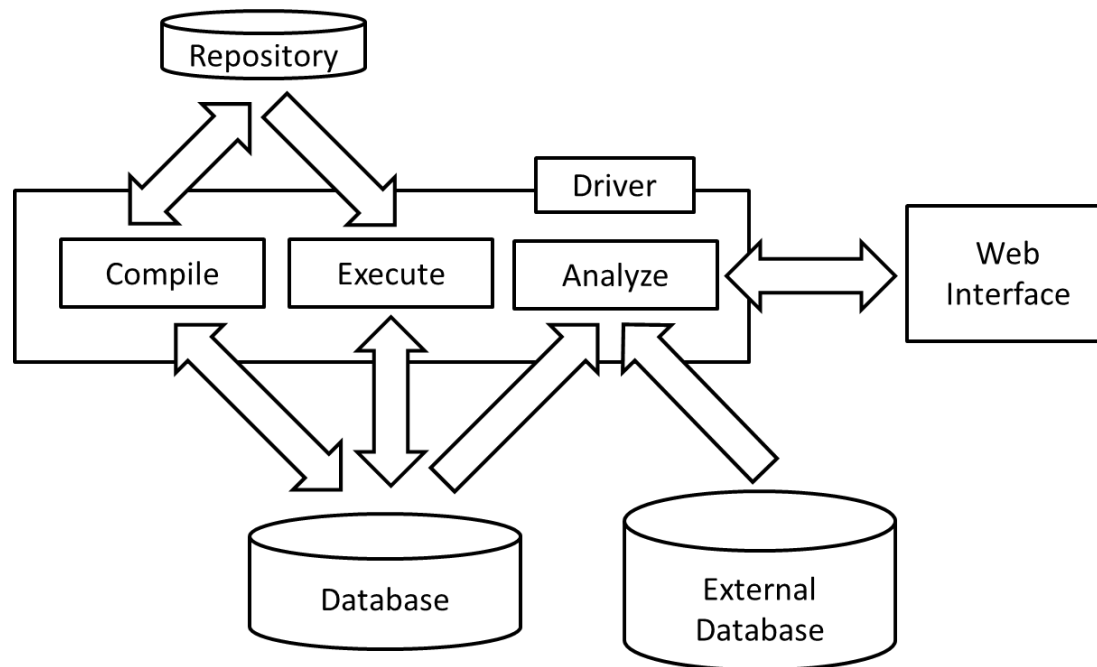 Repository
Driver
Compile
Execute
Analyze
Web
Interface
Database
External
Database